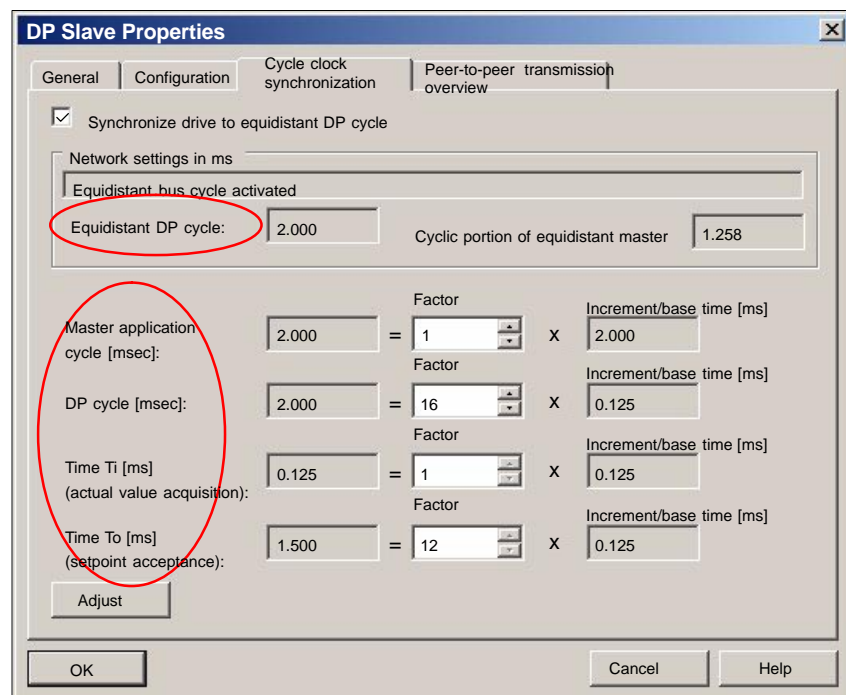 DP Slave Properties
General
Configuration
Cycle clock
synchronization
Peer-to-peer transmission
overview
Synchronize drive to equidistant DP cycle
Network settings in ms
Equidistant bus cycle activated
Equidistant DP cycle:
2.000
Cyclic portion of equidistant master
1.258
Factor
Increment/base time [ms]
Master application
cycle [msec]:
2.000 = 1 x 2.000
Factor
Increment/base time [ms]
DP cycle [msec]:
2.000 = 16 x 0.125
Factor
Increment/base time [ms]
Time Ti [ms]
(actual value acquisition):
0.125 = 1 x 0.125
Factor
Increment/base time [ms]
Time To [ms]
(setpoint acceptance):
1.500 = 12 x 0.125
Adjust
OK
Cancel
Help